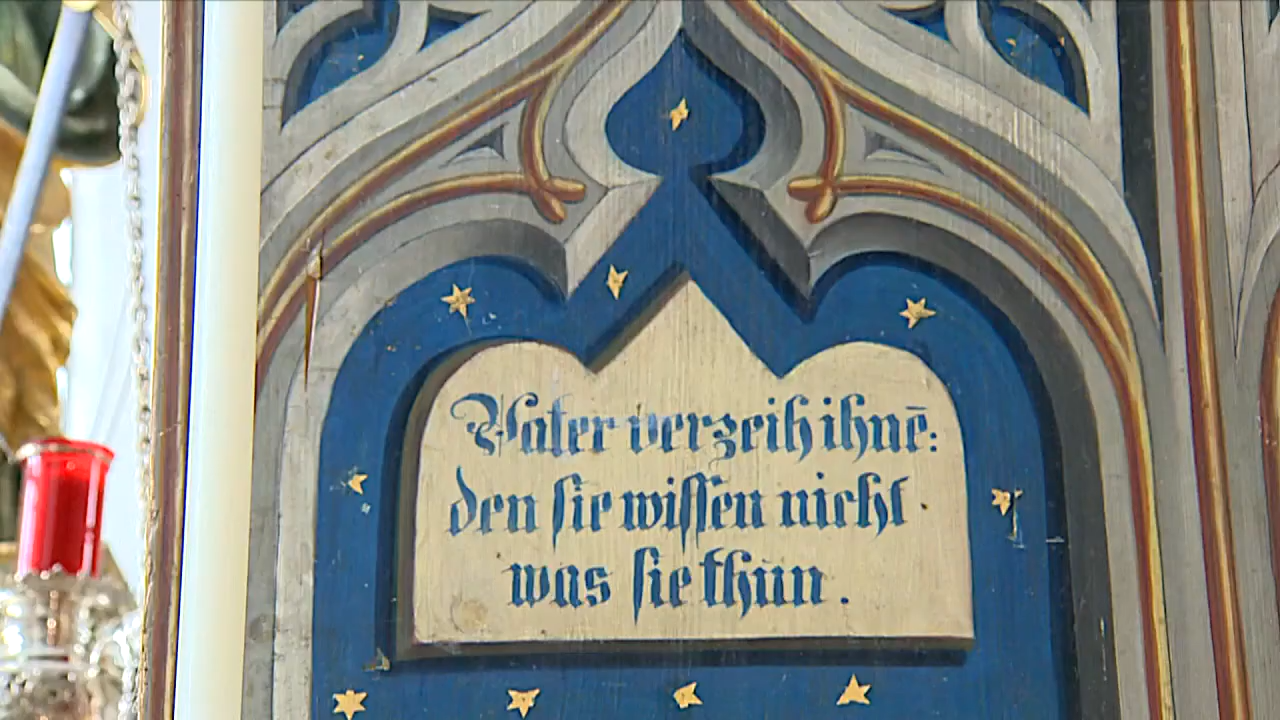 Vater verzeih ihnē:
den sie wissen nicht .
was sie thun .